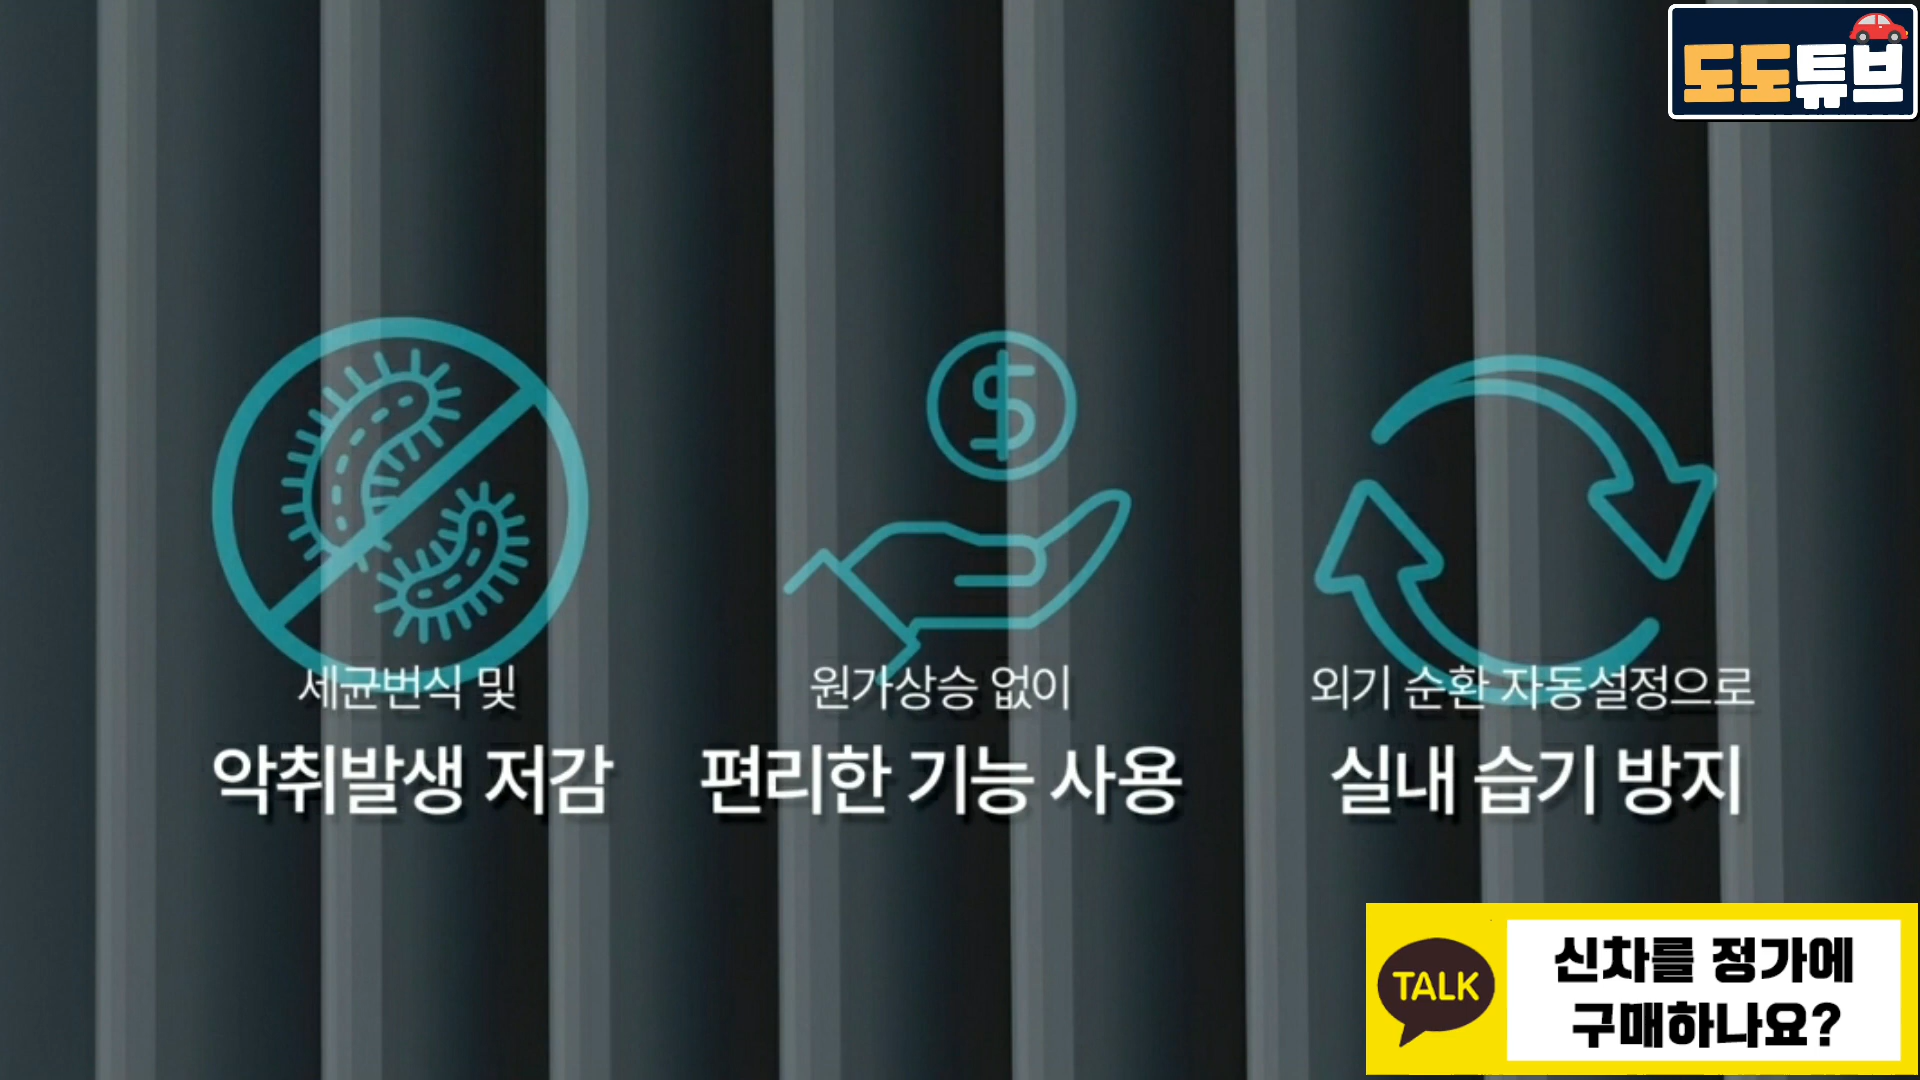 도도튜브
세균번식 및
악취발생 저감
원가상승 없이
편리한 기능 사용
외기 순환 자동설정으로
실내 습기 방지
TALK
신차를 정가에
구매하나요?